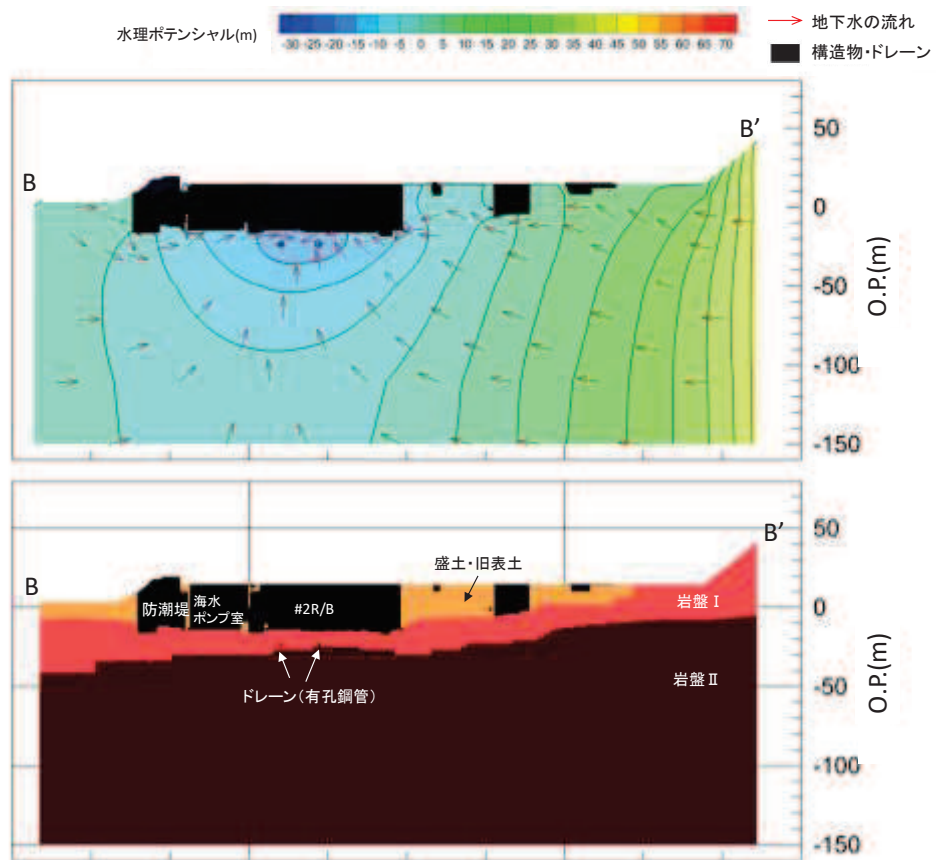 水理ポテンシャル(m)
-30 -25 -20 -15 -10 -5 0 5 10 15 20 25 30 35 40 45 50 55 60 65 70
地下水の流れ
構造物・ドレーン
B
B’
50
0
-50
-100
-150
O.P.(m)
B
B’
50
0
-50
-100
-150
O.P.(m)
盛土・旧表土
防潮堤
海水
ポンプ室
#2R/B
岩盤Ⅰ
ドレーン(有孔鋼管)
岩盤Ⅱ